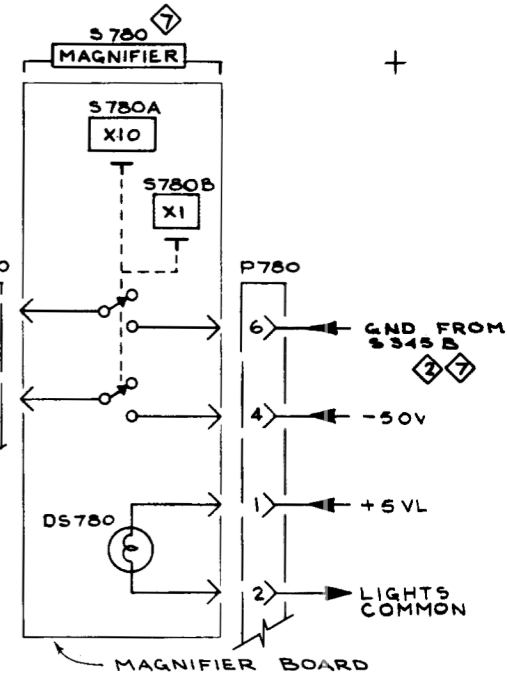 S780 7
MAGNIFIER
S780A
X10
S780B
X1
0
P780
6
GND FROM
S345B
2 7
4
-50V
1
+5VL
DS780
2
LIGHTS
COMMON
MAGNIFIER BOARD